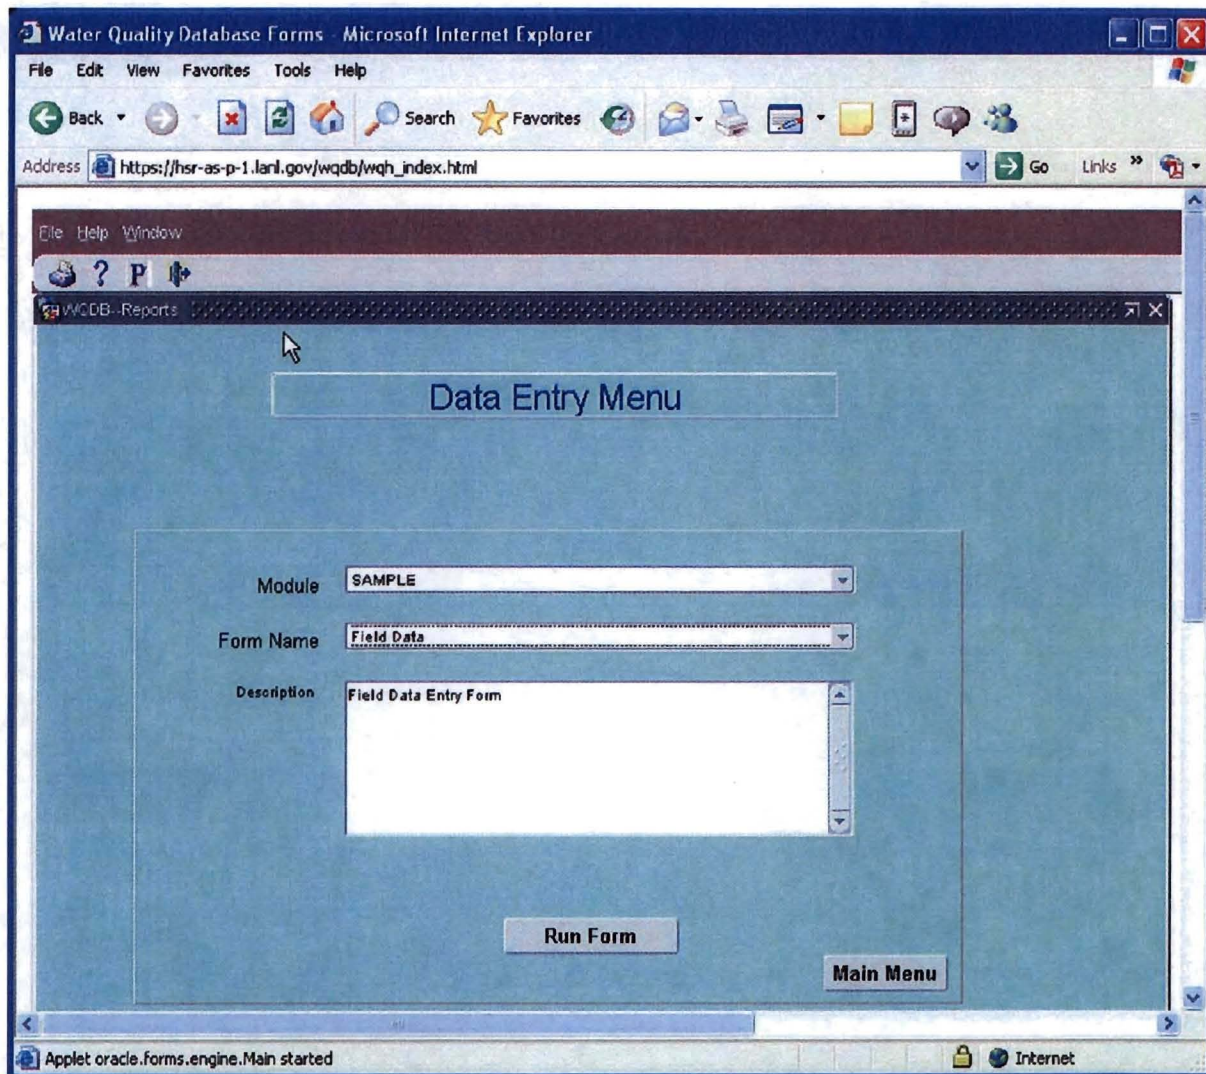 Water Quality Database Forms - Microsoft Internet Explorer
File Edit View Favorites Tools Help
Back Search Favorites
Address https://hsr-as-p-1.lanl.gov/wqdb/wqh_index.html Go Links »
File Help Window
? P
WQDB--Reports
Data Entry Menu
Module SAMPLE
Form Name Field Data
Description Field Data Entry Form
Run Form
Main Menu
Applet oracle.forms.engine.Main started Internet